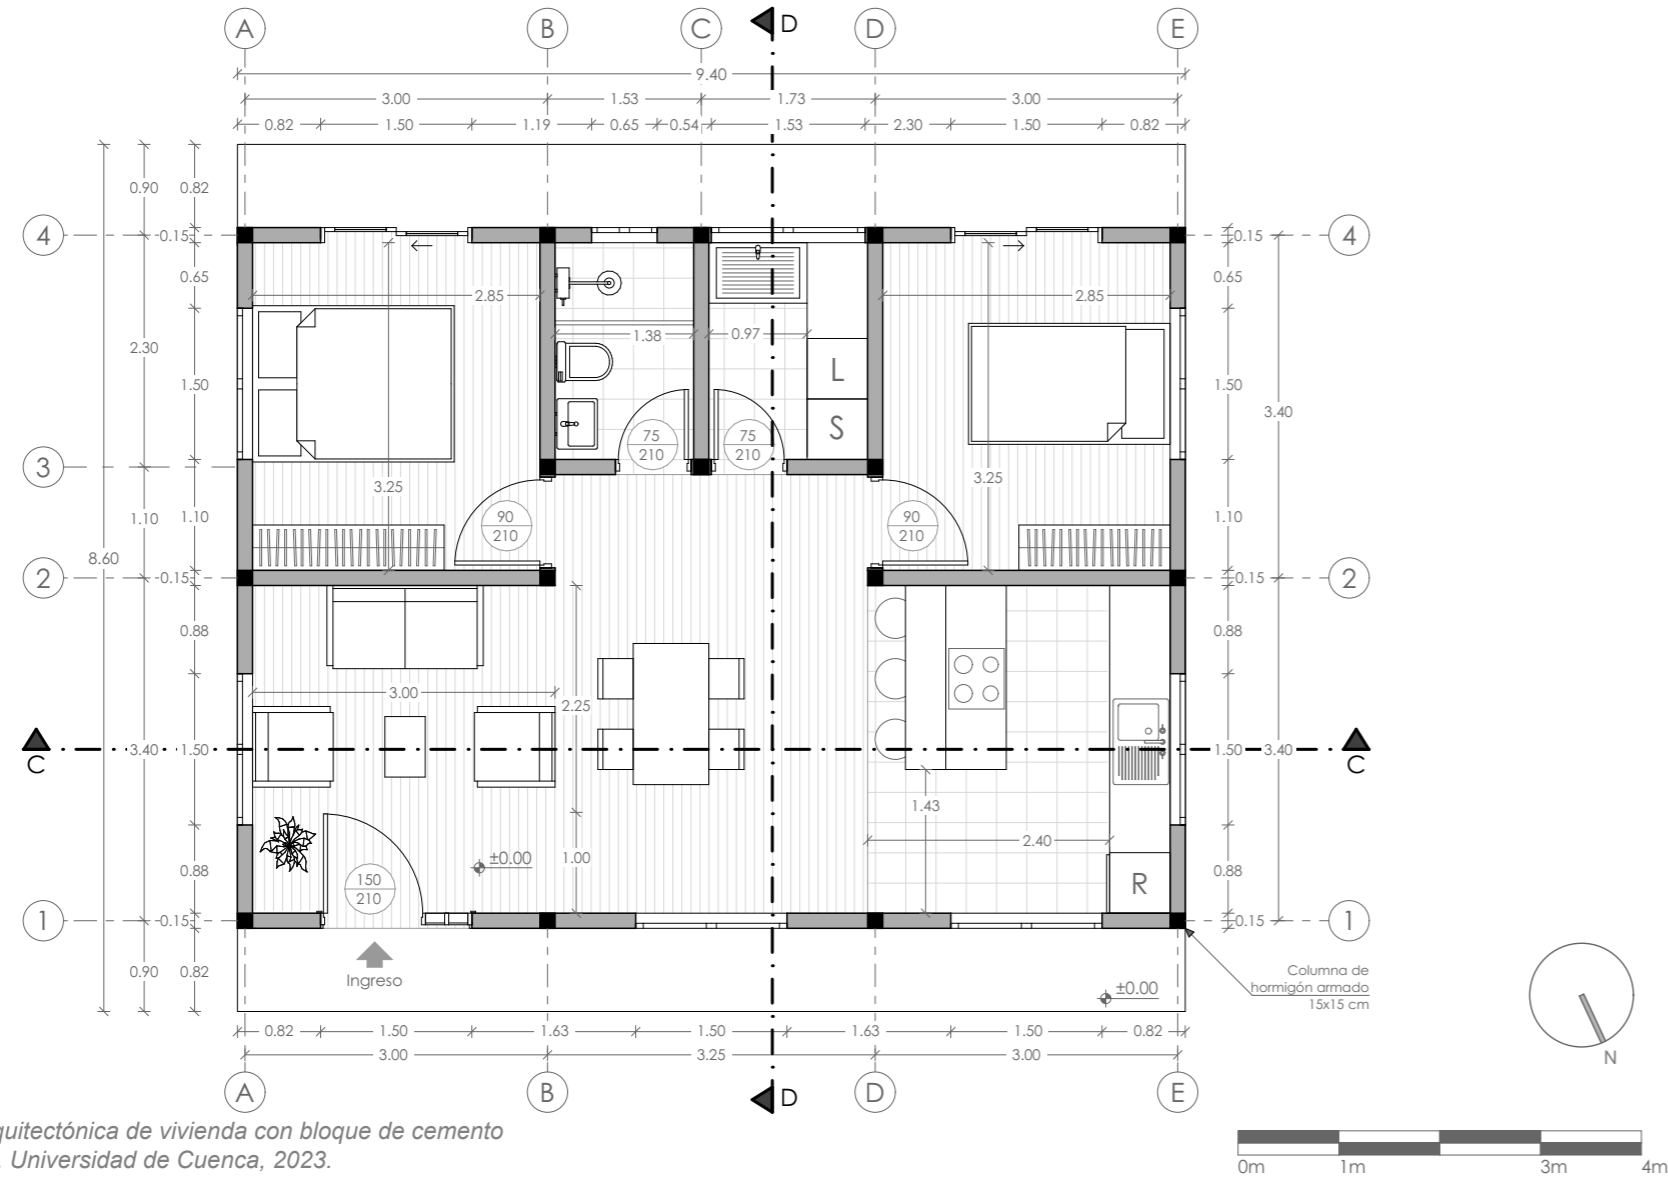 A B C D D E
9.40
3.00 1.53 1.73 3.00
0.82 1.50 1.19 0.65 0.54 1.53 2.30 1.50 0.82
0.90 0.82
4 0.15 0.15 4
0.65 0.65
2.85 2.85
2.30 1.38 0.97
L
1.50 1.50
3.40
S
75 75
210 210
3
3.25 3.25
1.10 1.10 1.10
90 90
210 210
8.60
2 0.15 0.15 2
0.88 0.88
3.00
2.25
3.40 1.50 1.50 3.40
C C
1.43
2.40
±0.00 1.00
0.88 0.88
150
210
R
1 0.15 0.15 1
0.90 0.82
Ingreso
±0.00
Columna de
hormigón armado
15x15 cm
N
0.82 1.50 1.63 1.50 1.63 1.50 0.82
3.00 3.25 3.00
A B D D E
quitectónica de vivienda con bloque de cemento
. Universidad de Cuenca, 2023.
0m 1m 3m 4m